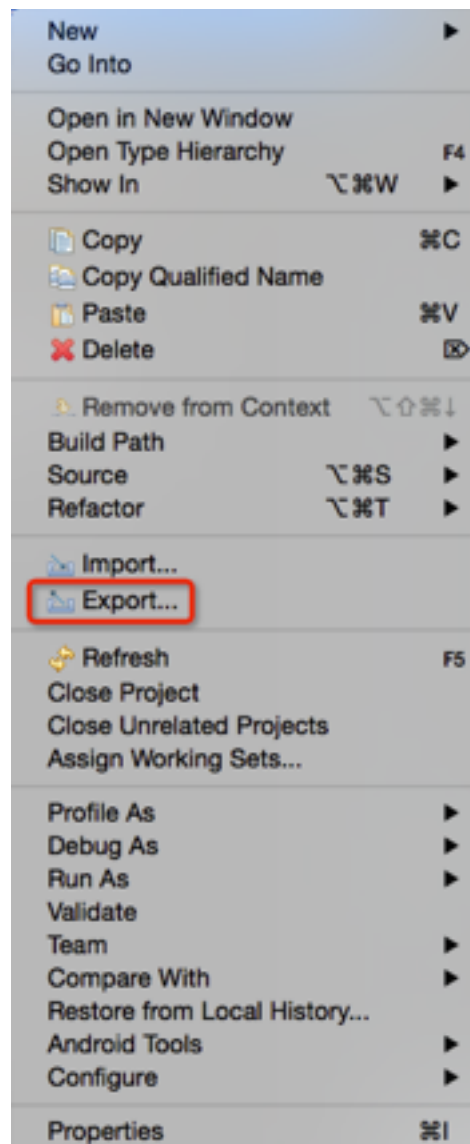 New ▶
Go Into
Open in New Window
Open Type Hierarchy F4
Show In ⌥⌘W ▶
Copy ⌘C
Copy Qualified Name
Paste ⌘V
Delete ⌦
Remove from Context ⌥⇧⌘↓
Build Path ▶
Source ⌥⌘S ▶
Refactor ⌥⌘T ▶
Import...
Export...
Refresh F5
Close Project
Close Unrelated Projects
Assign Working Sets...
Profile As ▶
Debug As ▶
Run As ▶
Validate
Team ▶
Compare With ▶
Restore from Local History...
Android Tools ▶
Configure ▶
Properties ⌘I